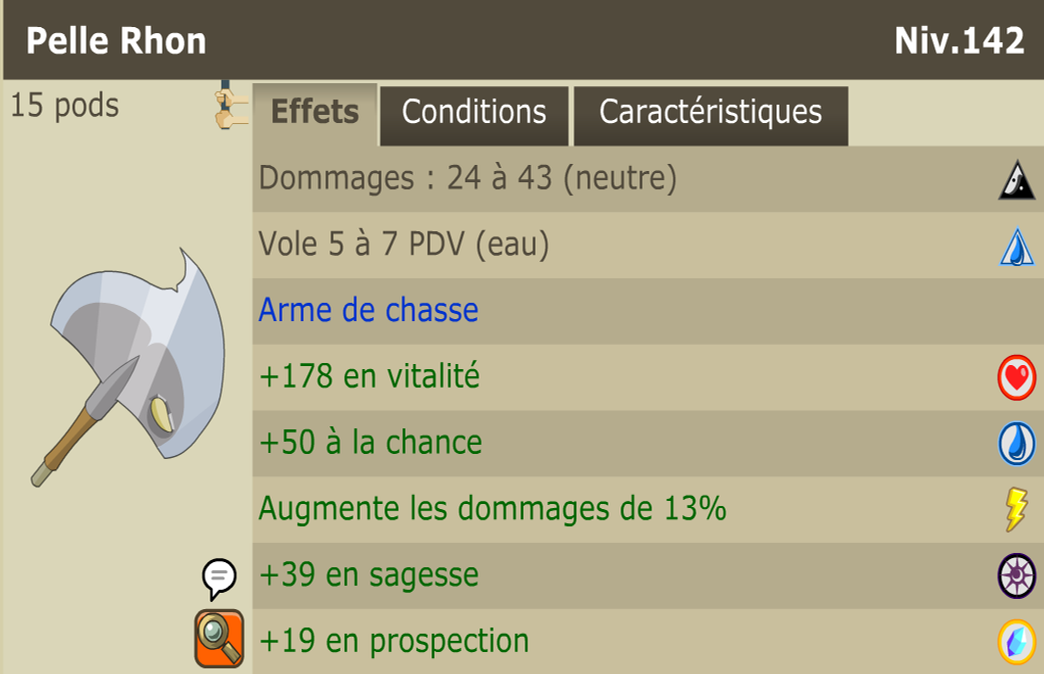 Pelle Rhon
Niv.142
15 pods
Effets
Conditions
Caractéristiques
Dommages : 24 à 43 (neutre)
Vole 5 à 7 PDV (eau)
Arme de chasse
+178 en vitalité
+50 à la chance
Augmente les dommages de 13%
+39 en sagesse
+19 en prospection